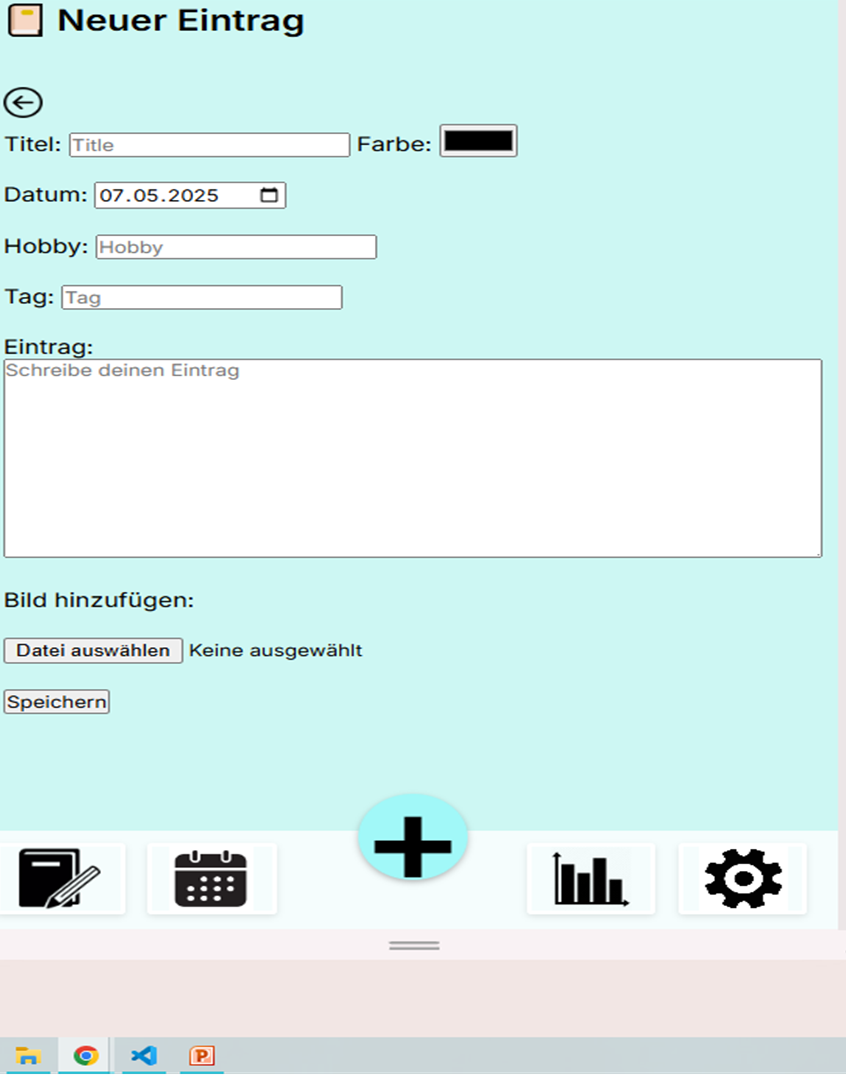 Neuer Eintrag
Titel: Title Farbe:
Datum: 07.05.2025
Hobby: Hobby
Tag: Tag
Eintrag:
Schreibe deinen Eintrag
Bild hinzufügen:
Datei auswählen Keine ausgewählt
Speichern
P